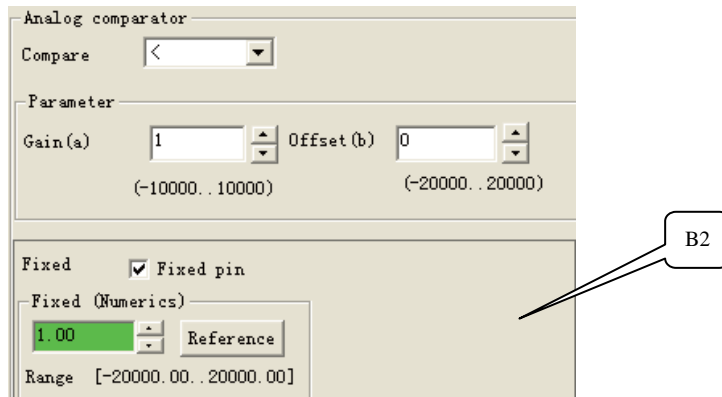 Analog comparator
Compare <
Parameter
Gain(a) 1 Offset(b) 0
(-10000..10000) (-20000..20000)
B2
Fixed Fixed pin
Fixed (Numerics)
1.00 Reference
Range [-20000.00..20000.00]